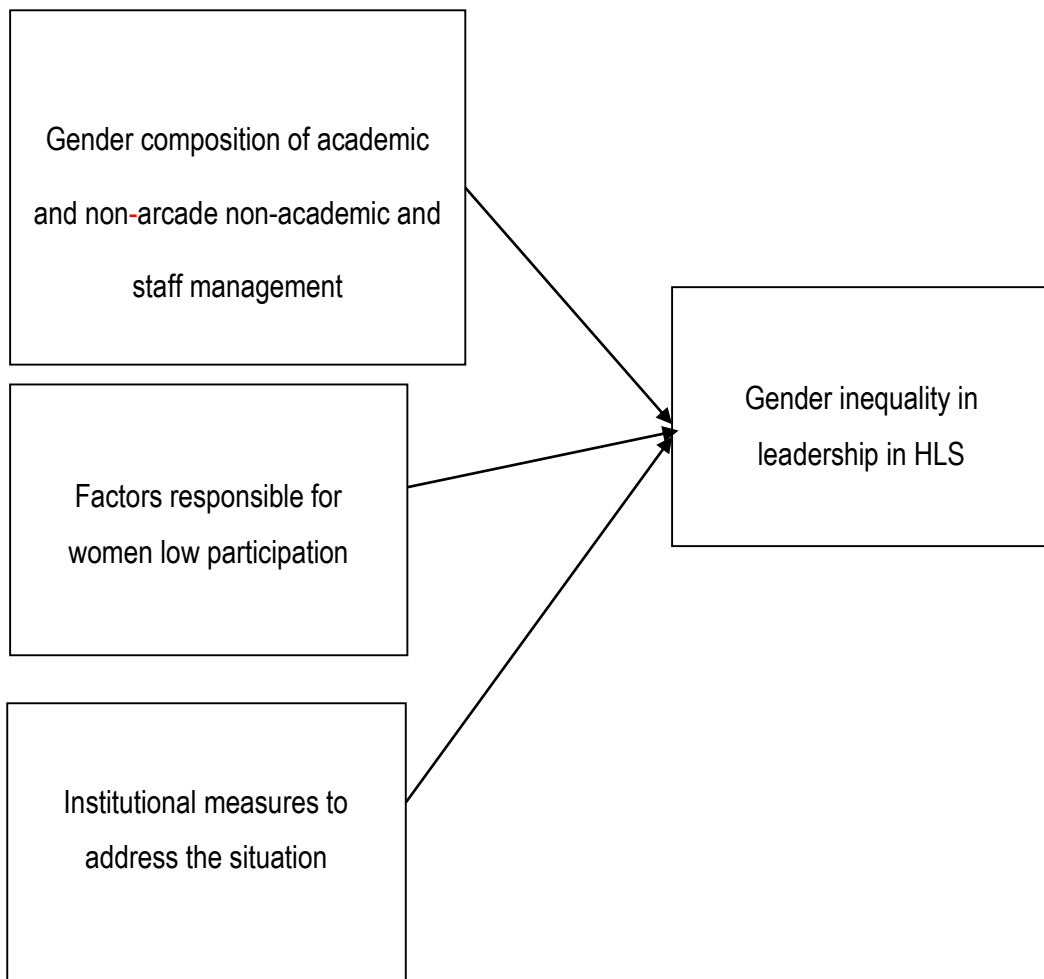 Gender composition of academic
and non-arcade non-academic and
staff management
Factors responsible for
women low participation
Institutional measures to
address the situation
Gender inequality in
leadership in HLS